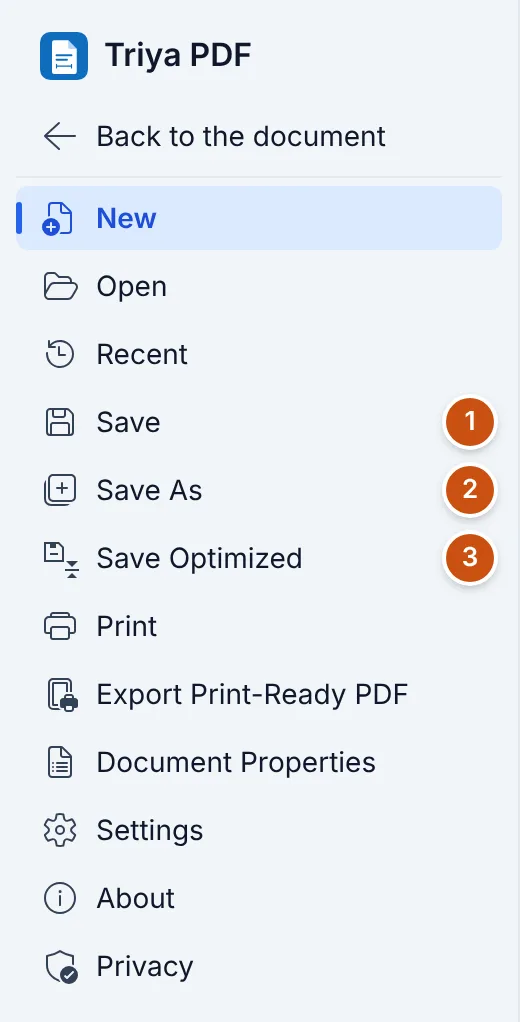 Triya PDF
Back to the document
New
Open
Recent
Save 1
Save As 2
Save Optimized 3
Print
Export Print-Ready PDF
Document Properties
Settings
About
Privacy